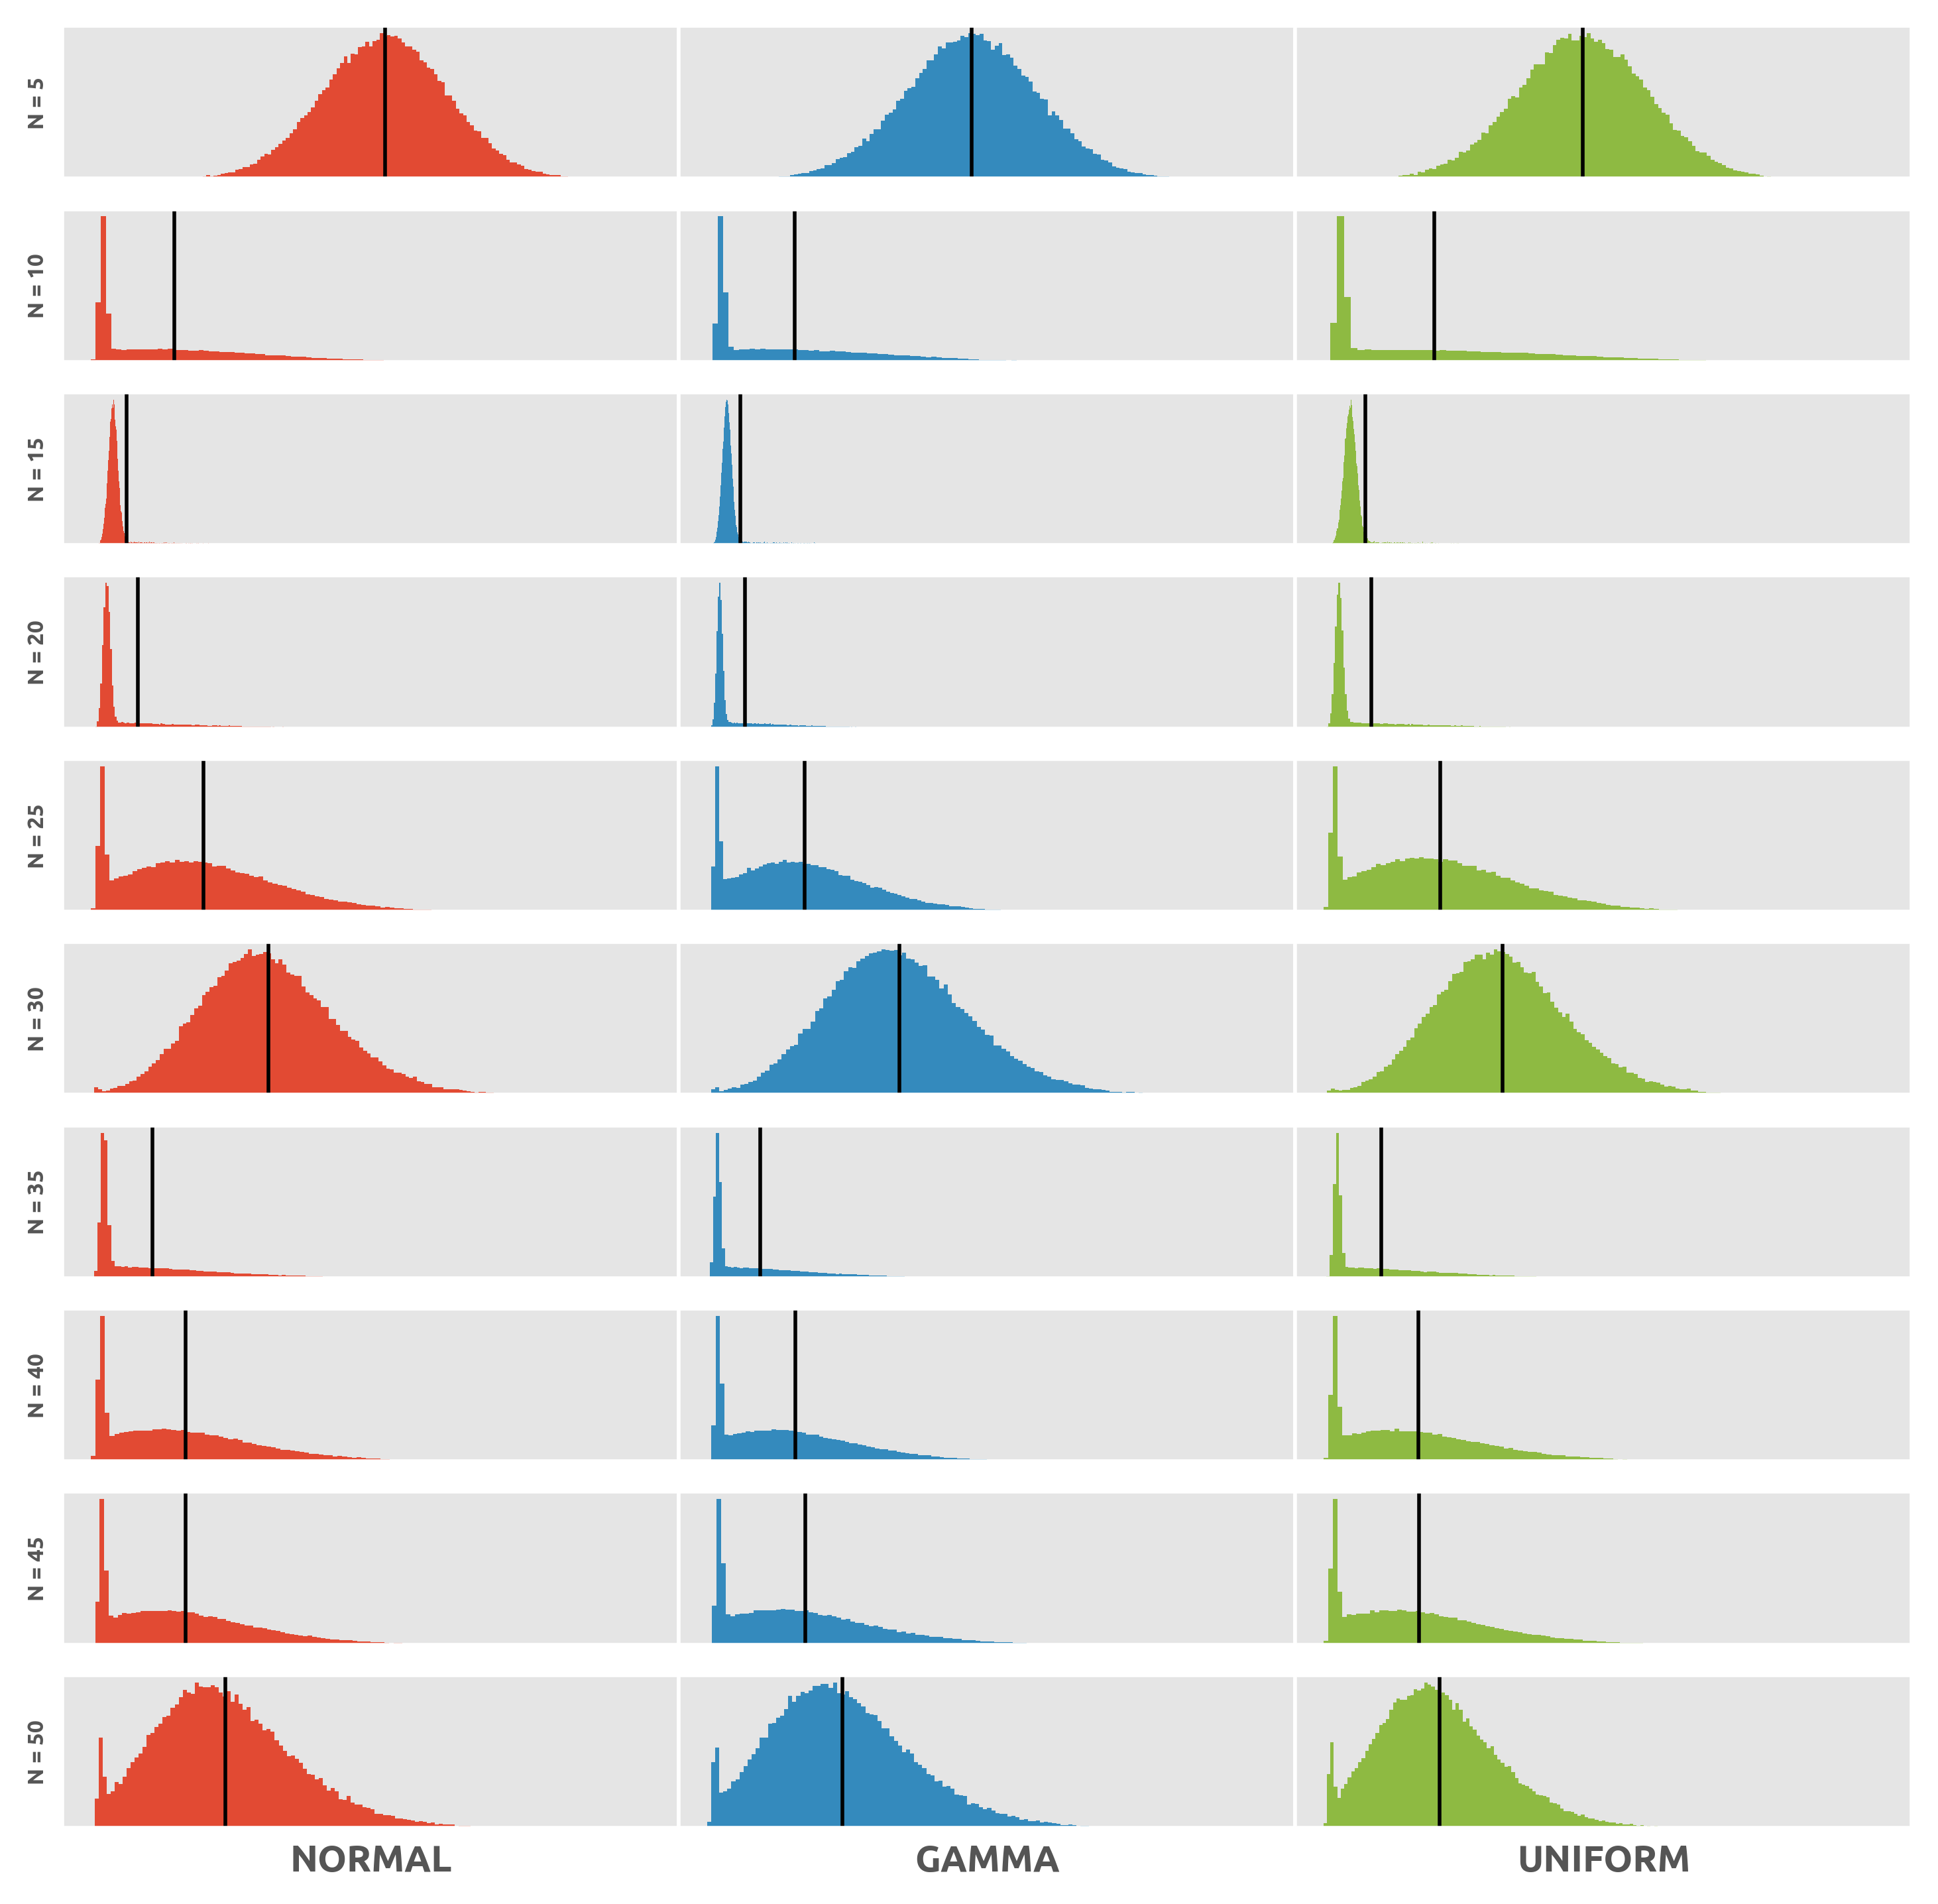 N = 5
N = 10
N = 15
N = 20
N = 25
N = 30
N = 35
N = 40
N = 45
N = 50
NORMAL
GAMMA
UNIFORM